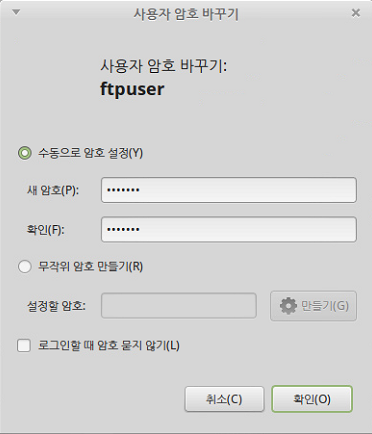 사용자 암호 바꾸기
사용자 암호 바꾸기:
ftpuser
수동으로 암호 설정(Y)
새 암호(P): •••••••
확인(F): •••••••
무작위 암호 만들기(R)
설정할 암호: 만들기(G)
로그인할 때 암호 묻지 않기(L)
취소(C) 확인(O)